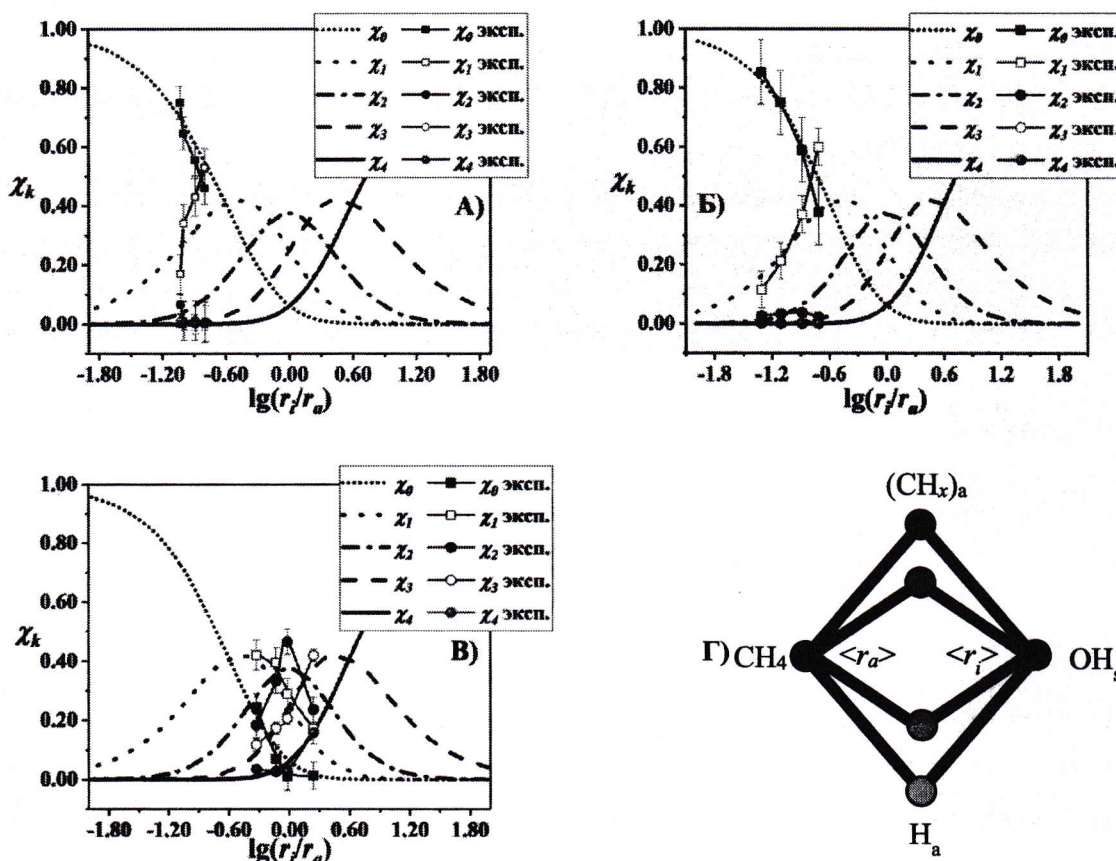 1.00
0.80
0.60
0.40
0.20
0.00
χk
-1.80 -1.20 -0.60 0.00 0.60 1.20 1.80
lg(ri/ra)
χ0 χ0 эксп.
χ1 χ1 эксп.
χ2 χ2 эксп.
χ3 χ3 эксп.
χ4 χ4 эксп.
А)
1.00
0.80
0.60
0.40
0.20
0.00
χk
-1.8 -1.2 -0.6 0.0 0.6 1.2 1.8
lg(ri/ra)
χ0 χ0 эксп.
χ1 χ1 эксп.
χ2 χ2 эксп.
χ3 χ3 эксп.
χ4 χ4 эксп.
Б)
1.00
0.80
0.60
0.40
0.20
0.00
χk
-1.80 -1.20 -0.60 0.00 0.60 1.20 1.80
lg(ri/ra)
χ0 χ0 эксп.
χ1 χ1 эксп.
χ2 χ2 эксп.
χ3 χ3 эксп.
χ4 χ4 эксп.
В)
(CHx)a
Г) CH4 <ra> <ri> OHs
Ha